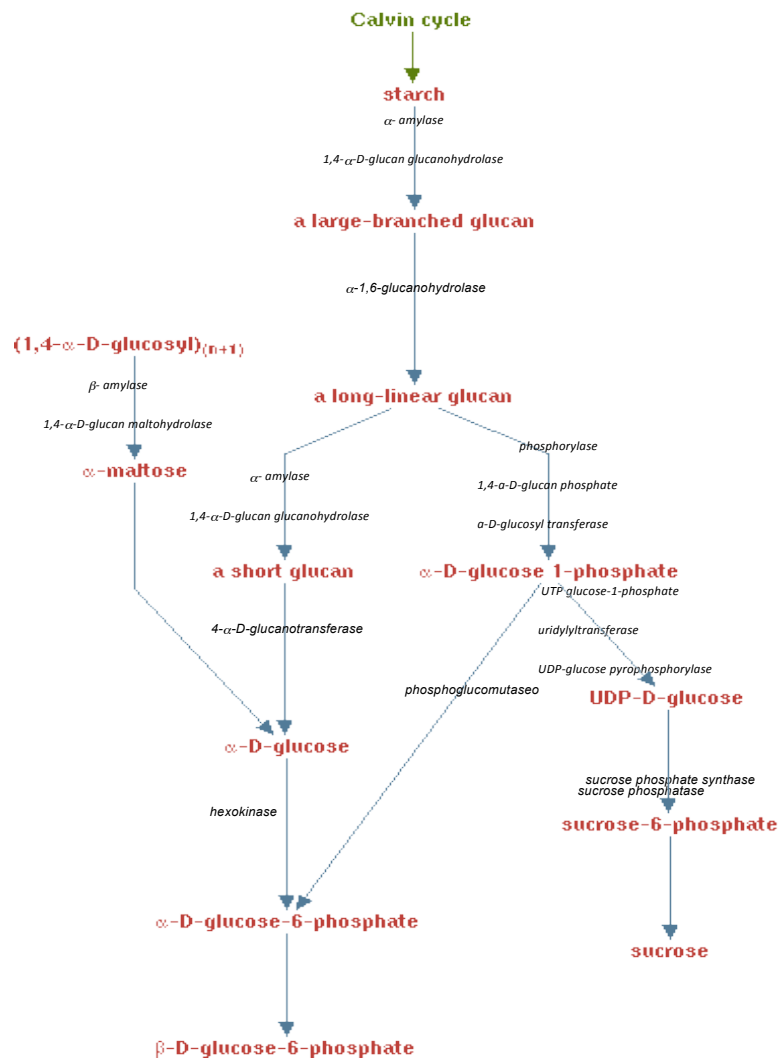 Calvin cycle
starch
α- amylase
1,4-α-D-glucan glucanohydrolase
a large-branched glucan
α-1,6-glucanohydrolase
(1,4-α-D-glucosyl)(n+1)
β- amylase
1,4-α-D-glucan maltohydrolase
α-maltose
a long-linear glucan
α- amylase
1,4-α-D-glucan glucanohydrolase
a short glucan
phosphorylase
1,4-a-D-glucan phosphate
a-D-glucosyl transferase
α-D-glucose 1-phosphate
4-α-D-glucanotransferase
UTP glucose-1-phosphate
uridylyltransferase
UDP-glucose pyrophosphorylase
phosphoglucomutaseo
UDP-D-glucose
α-D-glucose
hexokinase
sucrose phosphate synthase
sucrose phosphatase
sucrose-6-phosphate
α-D-glucose-6-phosphate
sucrose
β-D-glucose-6-phosphate